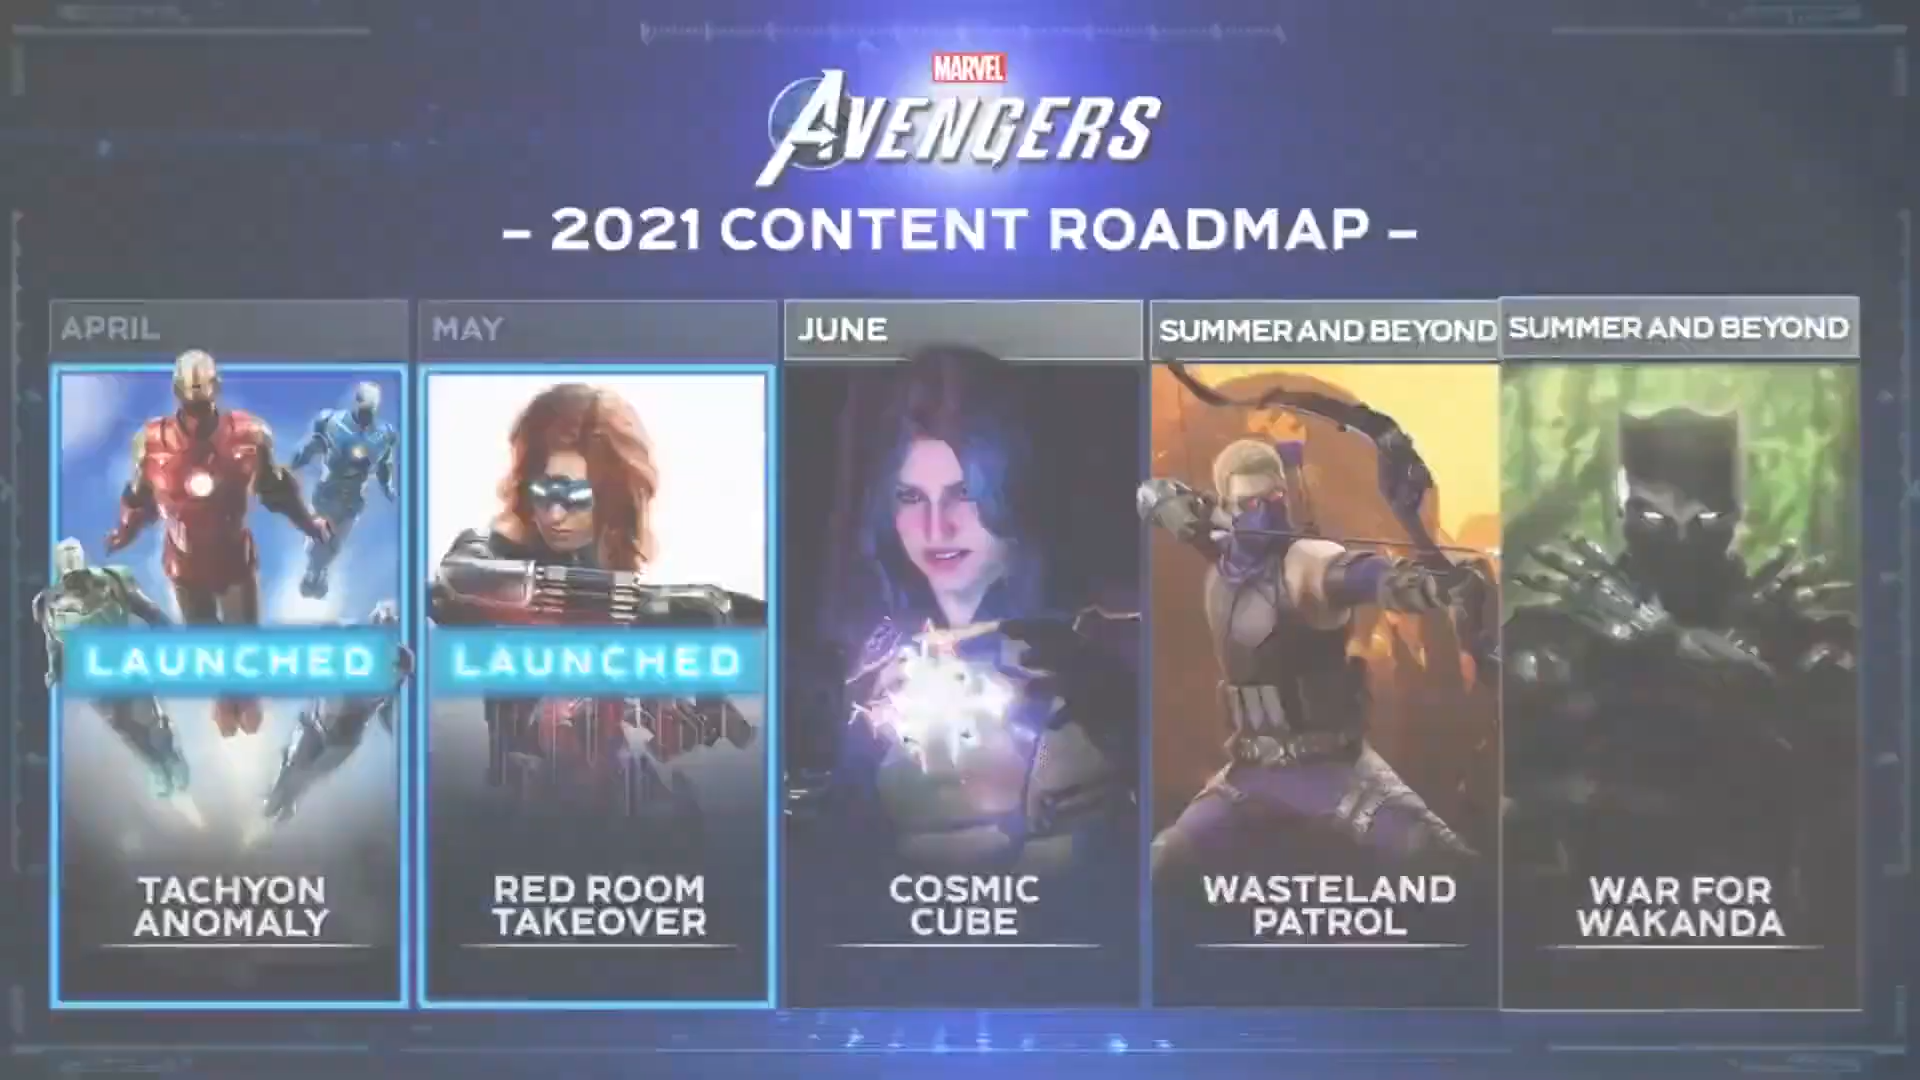 MARVEL
AVENGERS
– 2021 CONTENT ROADMAP –
APRIL
LAUNCHED
TACHYON
ANOMALY
MAY
LAUNCHED
RED ROOM
TAKEOVER
JUNE
COSMIC
CUBE
SUMMER AND BEYOND
WASTELAND
PATROL
SUMMER AND BEYOND
WAR FOR
WAKANDA